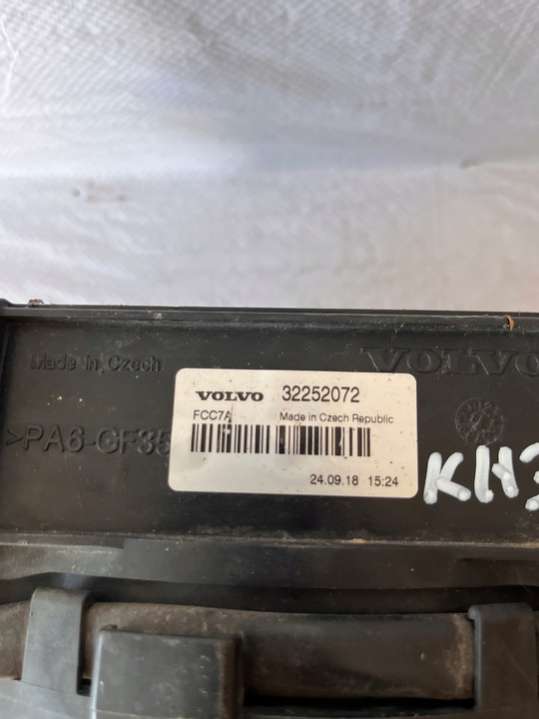 Made in Czech
VOLVO
VOLVO 32252072
FCC7A Made in Czech Republic
>PA6-GF35
24.09.18 15:24
KH3